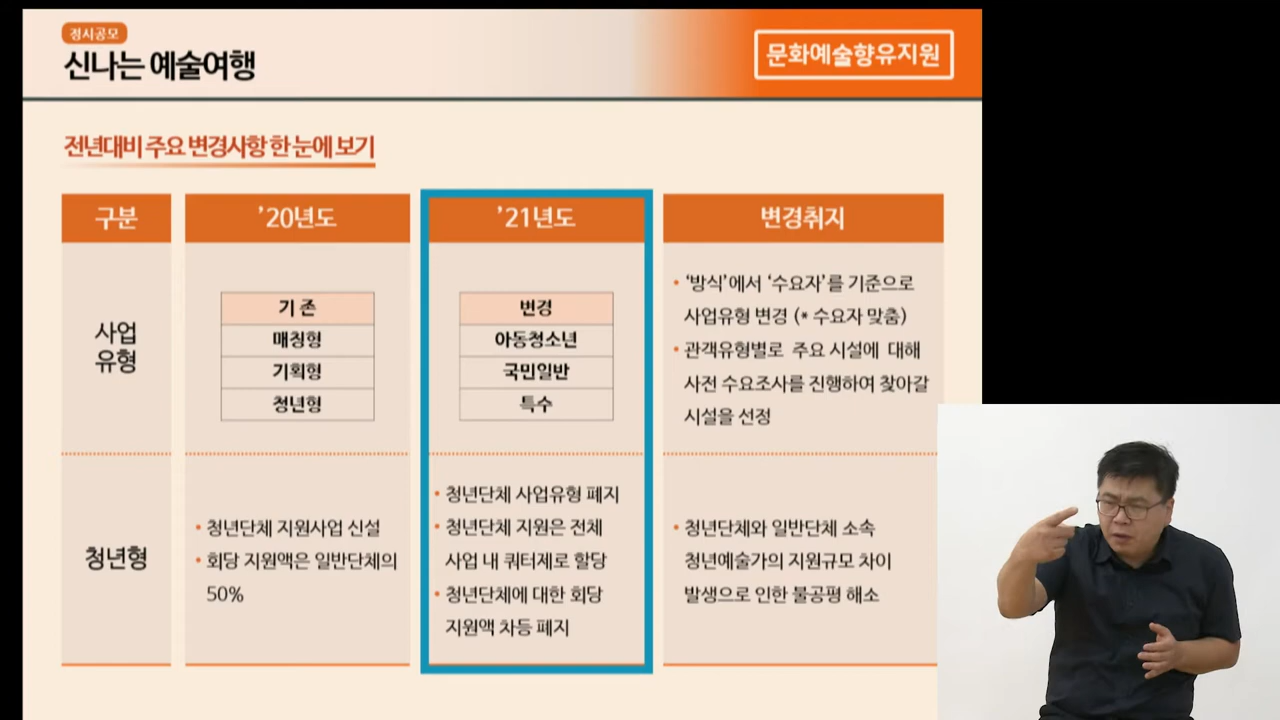 정시공모
신나는 예술여행
문화예술향유지원
전년대비 주요 변경사항 한 눈에 보기
구분
’20년도
’21년도
변경취지
사업
유형
기 존
매칭형
기획형
청년형
변경
아동청소년
국민일반
특수
• ‘방식’에서 ‘수요자’를 기준으로
사업유형 변경 (* 수요자 맞춤)
• 관객유형별로 주요 시설에 대해
사전 수요조사를 진행하여 찾아갈
시설을 선정
청년형
• 청년단체 지원사업 신설
• 회당 지원액은 일반단체의
50%
• 청년단체 사업유형 폐지
• 청년단체 지원은 전체
사업 내 쿼터제로 할당
• 청년단체에 대한 회당
지원액 차등 폐지
• 청년단체와 일반단체 소속
청년예술가의 지원규모 차이
발생으로 인한 불공평 해소